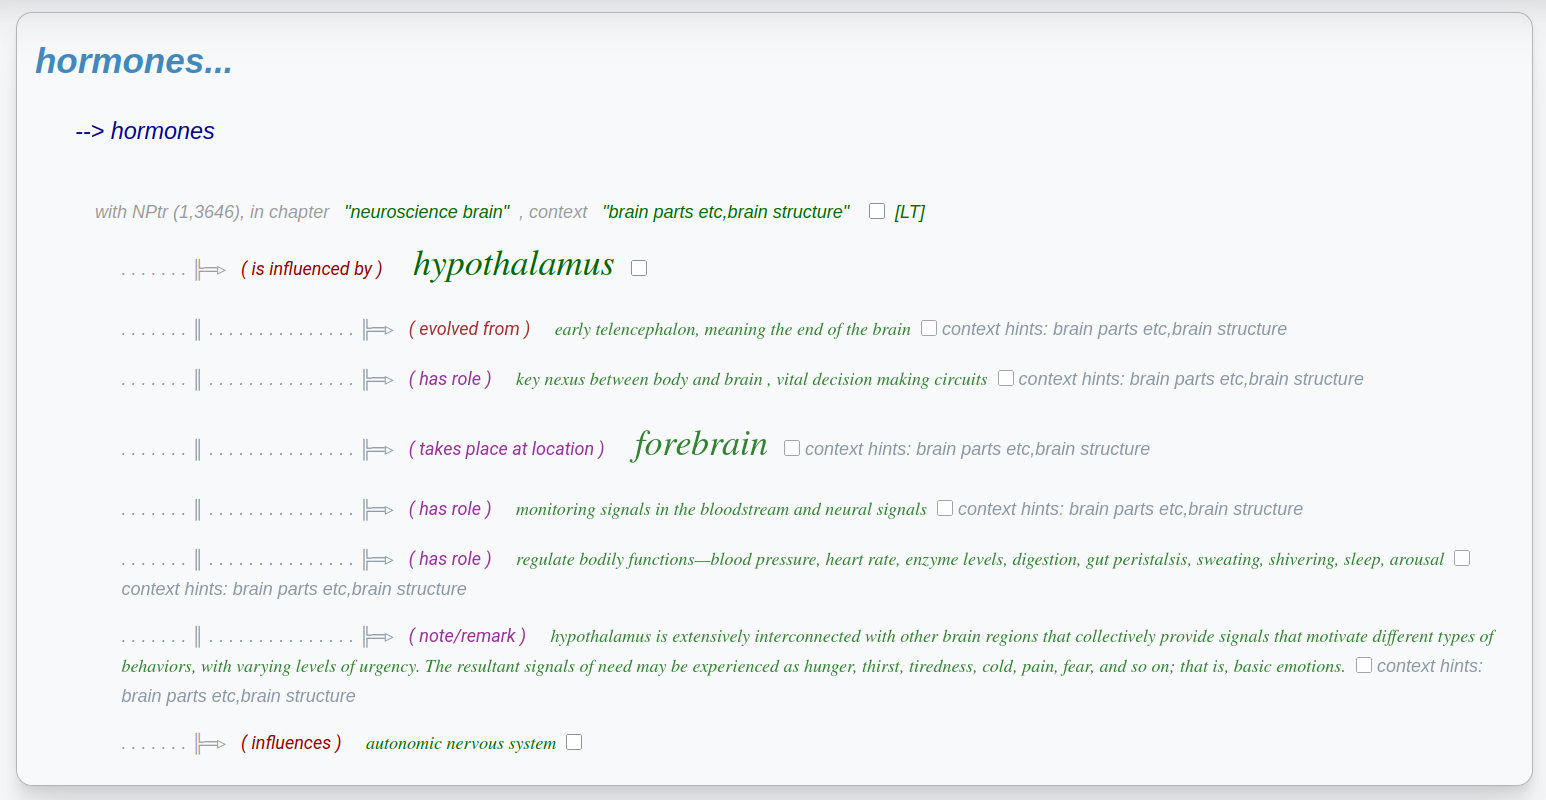 hormones...
--> hormones
with NPtr (1,3646), in chapter "neuroscience brain" , context "brain parts etc,brain structure" [LT]
. . . . . . . ╠═▷ ( is influenced by ) hypothalamus
. . . . . . . ║ . . . . . . . . . . . . . . . ╠═▷ ( evolved from ) early telencephalon, meaning the end of the brain context hints: brain parts etc,brain structure
. . . . . . . ║ . . . . . . . . . . . . . . . ╠═▷ ( has role ) key nexus between body and brain , vital decision making circuits context hints: brain parts etc,brain structure
. . . . . . . ║ . . . . . . . . . . . . . . . ╠═▷ ( takes place at location ) forebrain context hints: brain parts etc,brain structure
. . . . . . . ║ . . . . . . . . . . . . . . . ╠═▷ ( has role ) monitoring signals in the bloodstream and neural signals context hints: brain parts etc,brain structure
. . . . . . . ║ . . . . . . . . . . . . . . . ╠═▷ ( has role ) regulate bodily functions—blood pressure, heart rate, enzyme levels, digestion, gut peristalsis, sweating, shivering, sleep, arousal
context hints: brain parts etc,brain structure
. . . . . . . ║ . . . . . . . . . . . . . . . ╠═▷ ( note/remark ) hypothalamus is extensively interconnected with other brain regions that collectively provide signals that motivate different types of
behaviors, with varying levels of urgency. The resultant signals of need may be experienced as hunger, thirst, tiredness, cold, pain, fear, and so on; that is, basic emotions. context hints:
brain parts etc,brain structure
. . . . . . . ╠═▷ ( influences ) autonomic nervous system